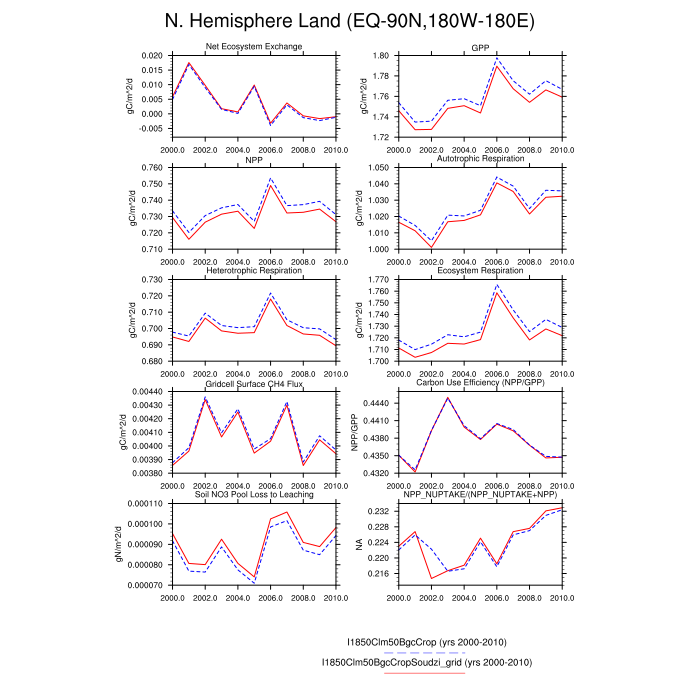 N. Hemisphere Land (EQ-90N,180W-180E)
Net Ecosystem Exchange
gC/m^2/d
0.020
0.015
0.010
0.005
0.000
-0.005
2000.0 2002.0 2004.0 2006.0 2008.0 2010.0
GPP
gC/m^2/d
1.80
1.78
1.76
1.74
1.72
2000.0 2002.0 2004.0 2006.0 2008.0 2010.0
NPP
gC/m^2/d
0.760
0.750
0.740
0.730
0.720
0.710
2000.0 2002.0 2004.0 2006.0 2008.0 2010.0
Autotrophic Respiration
gC/m^2/d
1.050
1.040
1.030
1.020
1.010
1.000
2000.0 2002.0 2004.0 2006.0 2008.0 2010.0
Heterotrophic Respiration
gC/m^2/d
0.730
0.720
0.710
0.700
0.690
0.680
2000.0 2002.0 2004.0 2006.0 2008.0 2010.0
Ecosystem Respiration
gC/m^2/d
1.770
1.760
1.750
1.740
1.730
1.720
1.710
1.700
2000.0 2002.0 2004.0 2006.0 2008.0 2010.0
Gridcell Surface CH4 Flux
gC/m^2/d
0.00440
0.00430
0.00420
0.00410
0.00400
0.00390
0.00380
2000.0 2002.0 2004.0 2006.0 2008.0 2010.0
Carbon Use Efficiency (NPP/GPP)
NPP/GPP
0.4440
0.4410
0.4380
0.4350
0.4320
2000.0 2002.0 2004.0 2006.0 2008.0 2010.0
Soil NO3 Pool Loss to Leaching
gN/m^2/d
0.000110
0.000100
0.000090
0.000080
0.000070
2000.0 2002.0 2004.0 2006.0 2008.0 2010.0
NPP_NUPTAKE/(NPP_NUPTAKE+NPP)
NA
0.232
0.228
0.224
0.220
0.216
2000.0 2002.0 2004.0 2006.0 2008.0 2010.0
I1850Clm50BgcCrop (yrs 2000-2010)
I1850Clm50BgcCropSoudzi_grid (yrs 2000-2010)